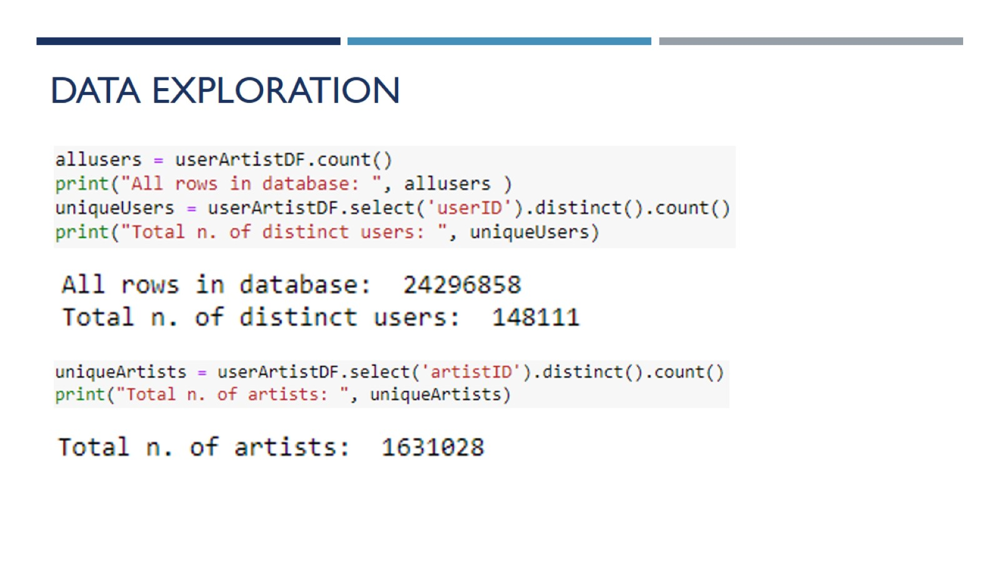 DATA EXPLORATION
allusers = userArtistDF.count()
print("All rows in database: ", allusers )
uniqueUsers = userArtistDF.select('userID').distinct().count()
print("Total n. of distinct users: ", uniqueUsers)
All rows in database:  24296858
Total n. of distinct users:  148111
uniqueArtists = userArtistDF.select('artistID').distinct().count()
print("Total n. of artists: ", uniqueArtists)
Total n. of artists:  1631028